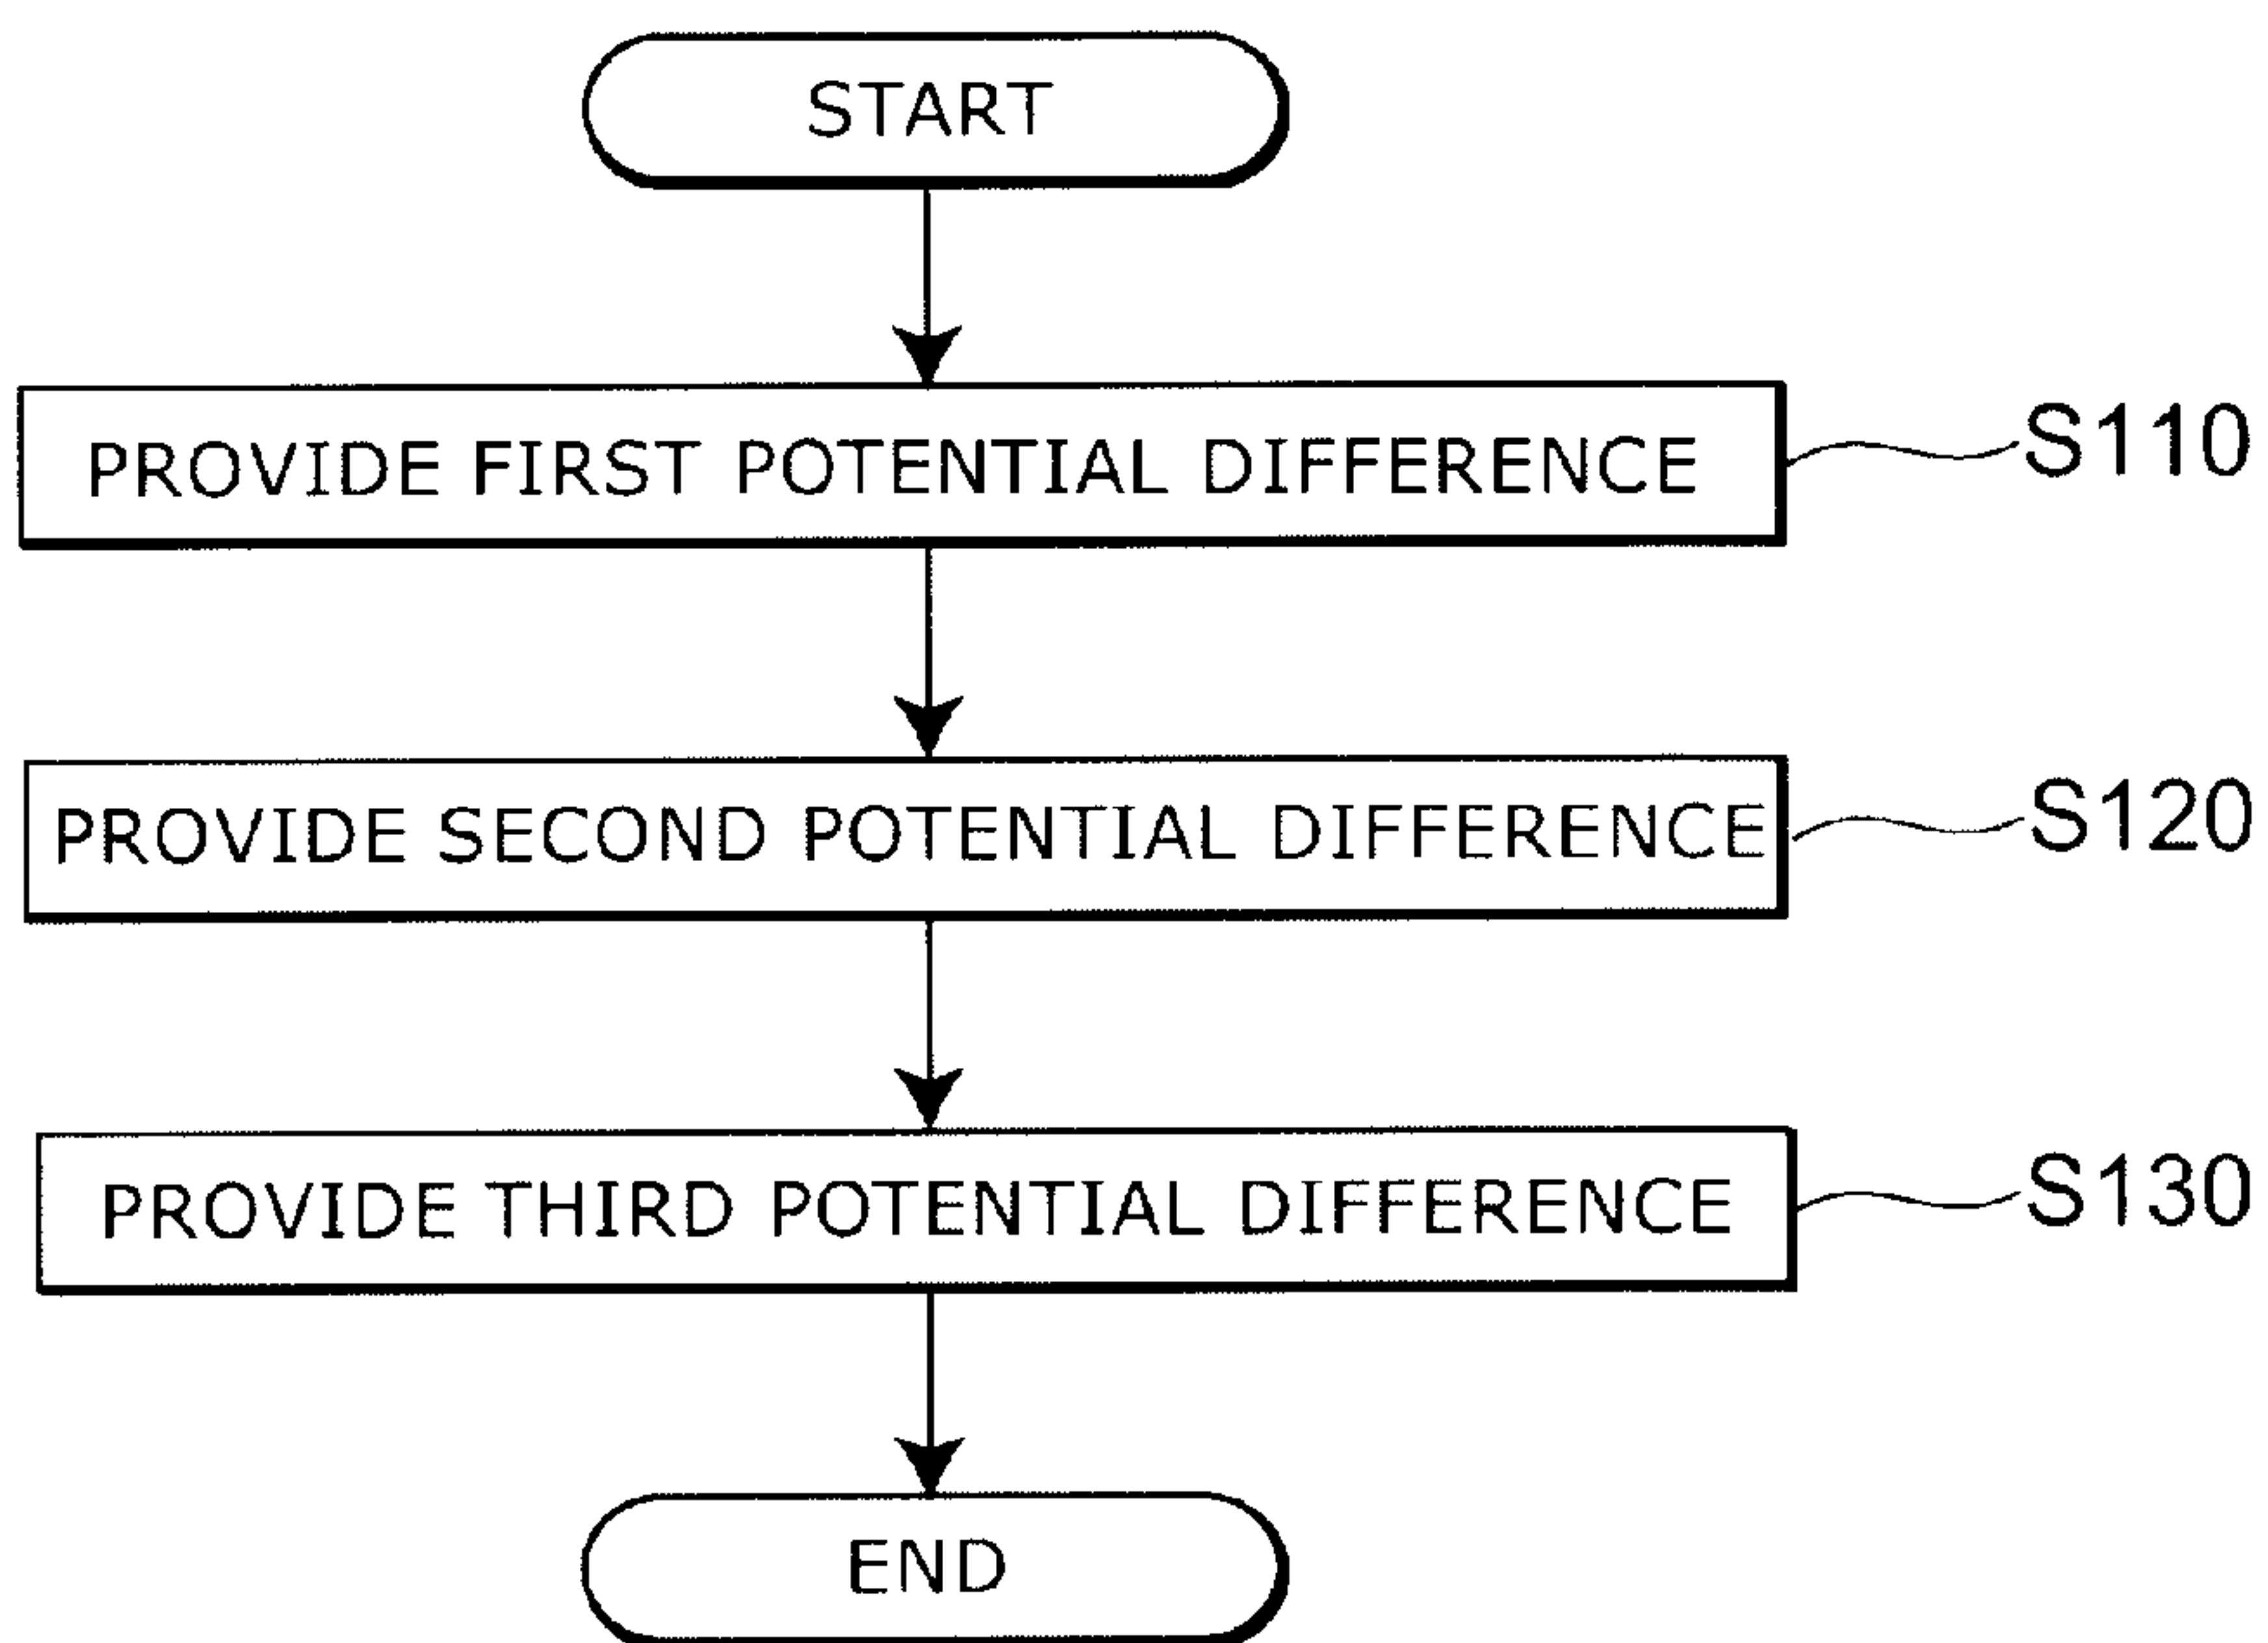 START
PROVIDE FIRST POTENTIAL DIFFERENCE
S110
PROVIDE SECOND POTENTIAL DIFFERENCE
S120
PROVIDE THIRD POTENTIAL DIFFERENCE
S130
END